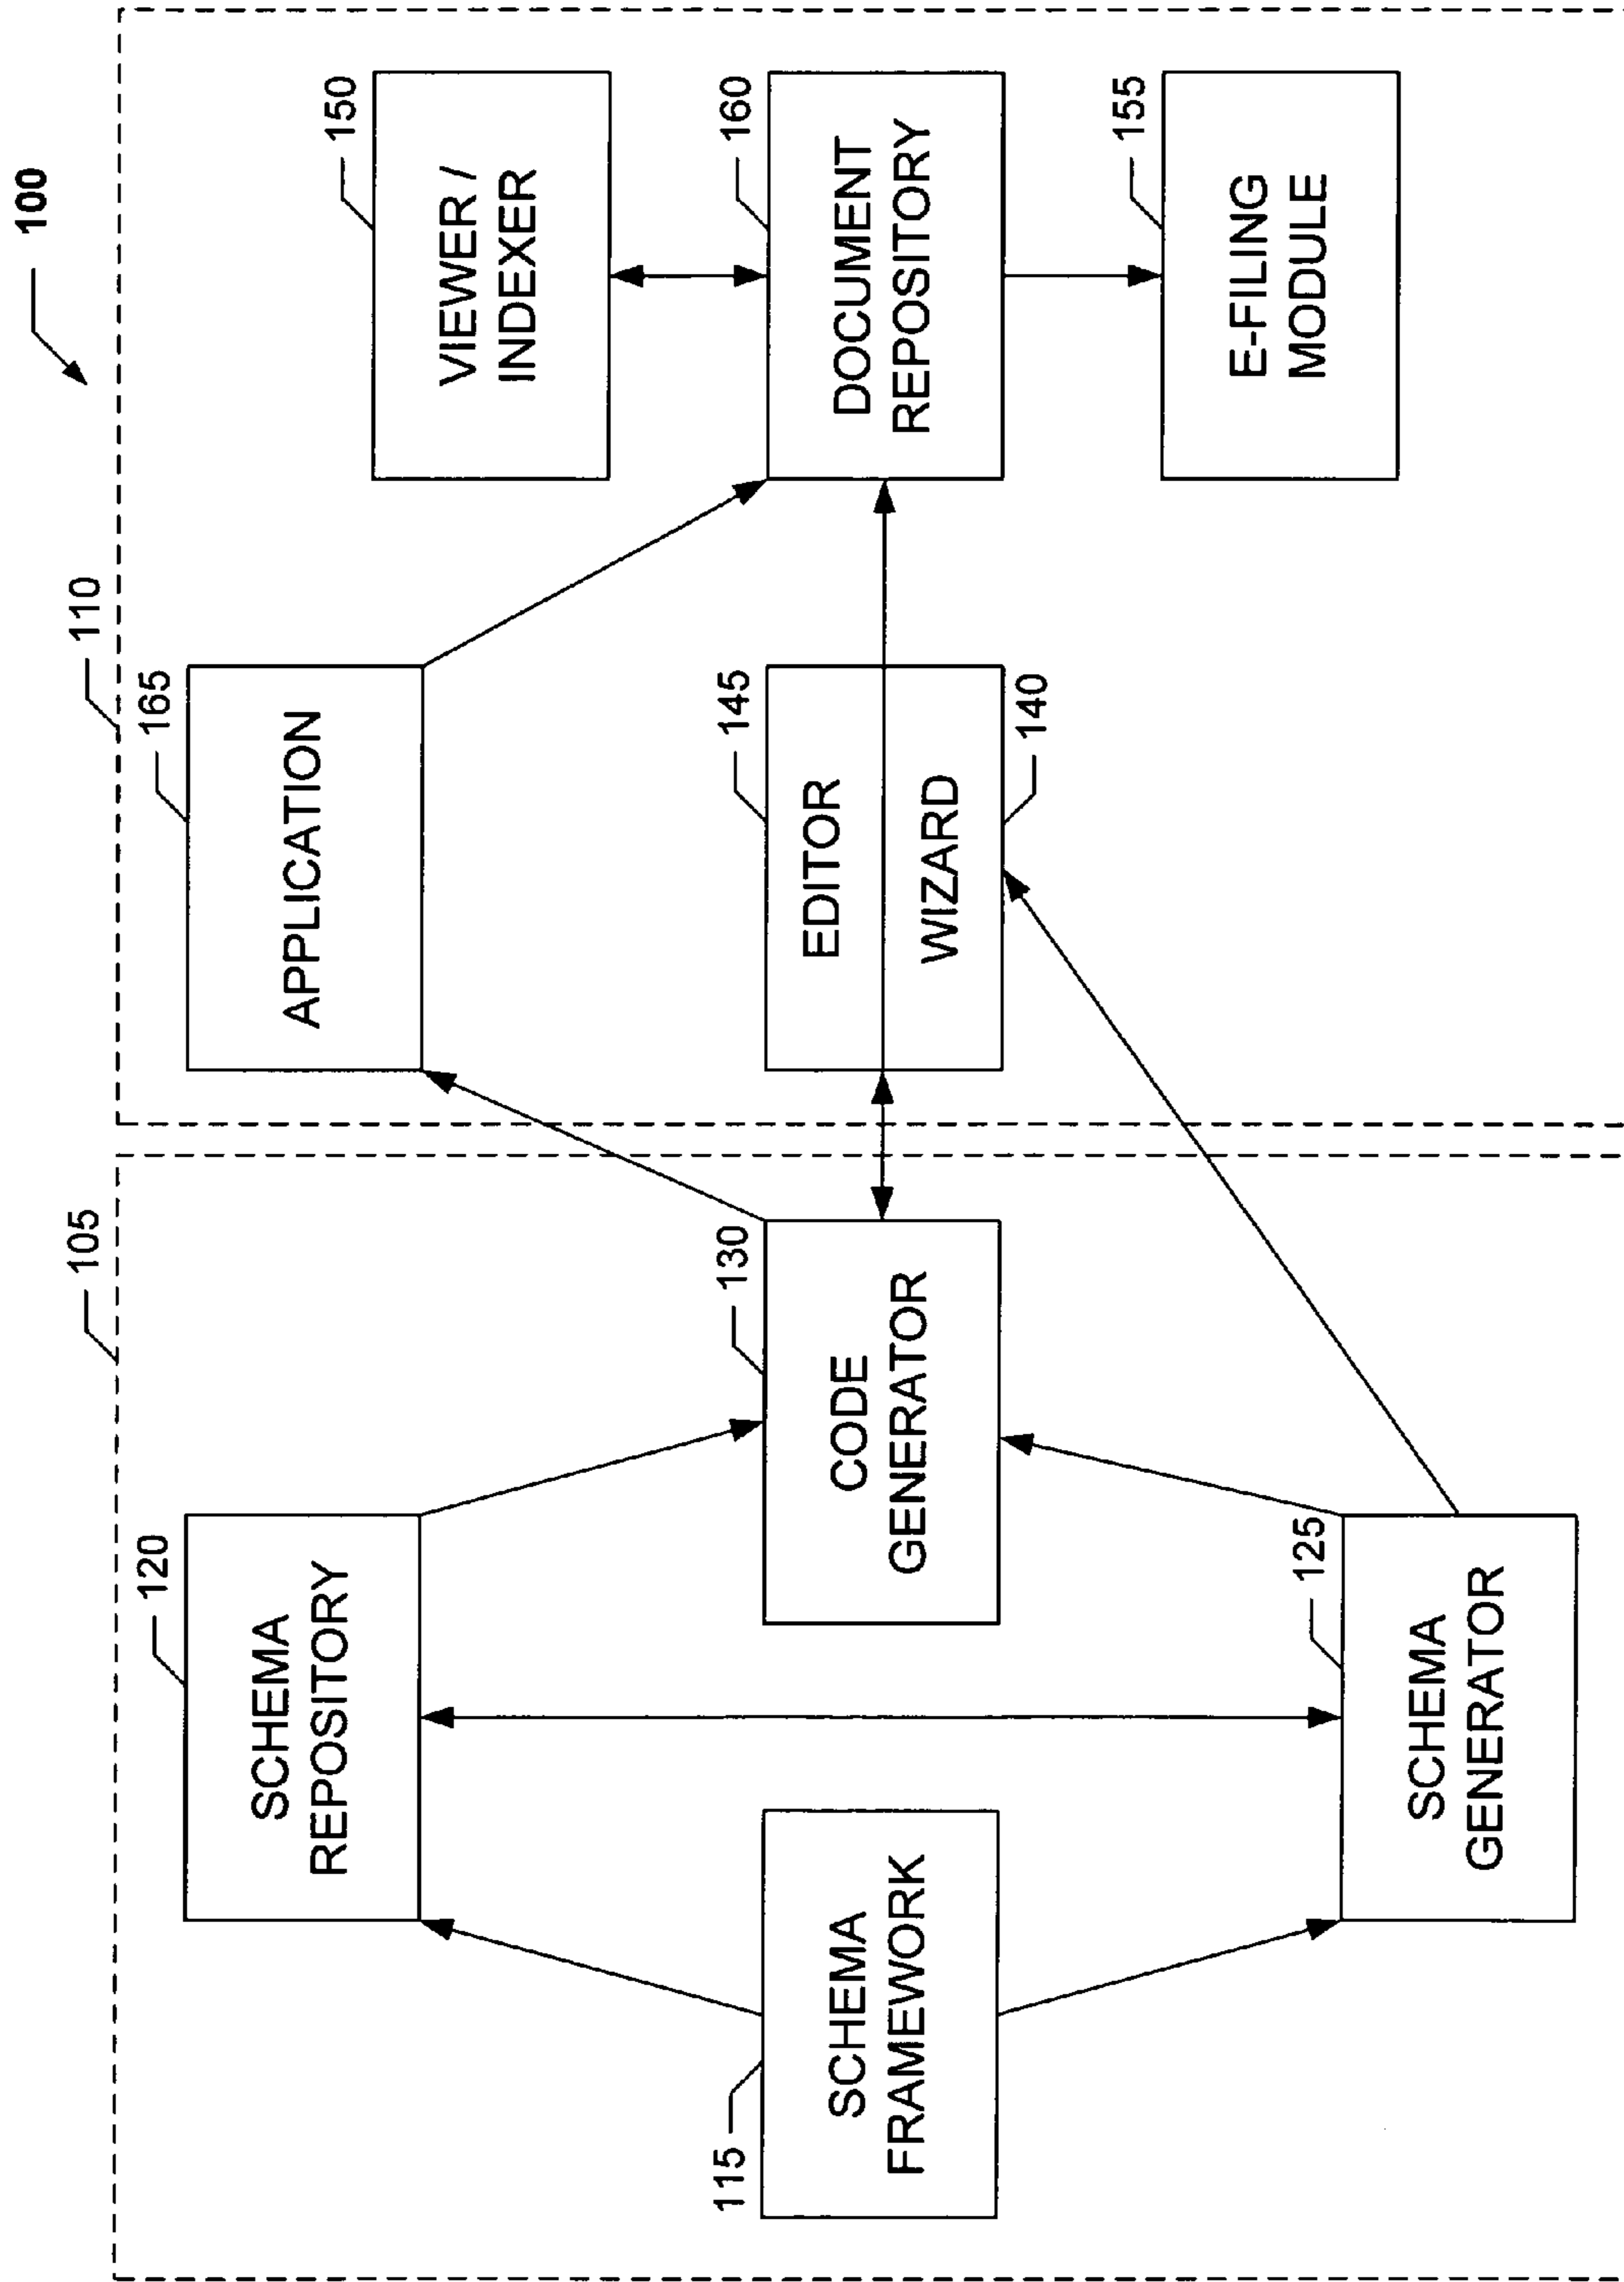 100
105
110
120
SCHEMA
REPOSITORY
115
SCHEMA
FRAMEWORK
130
CODE
GENERATOR
125
SCHEMA
GENERATOR
165
APPLICATION
145
EDITOR
WIZARD
140
150
VIEWER /
INDEXER
160
DOCUMENT
REPOSITORY
155
E-FILING
MODULE